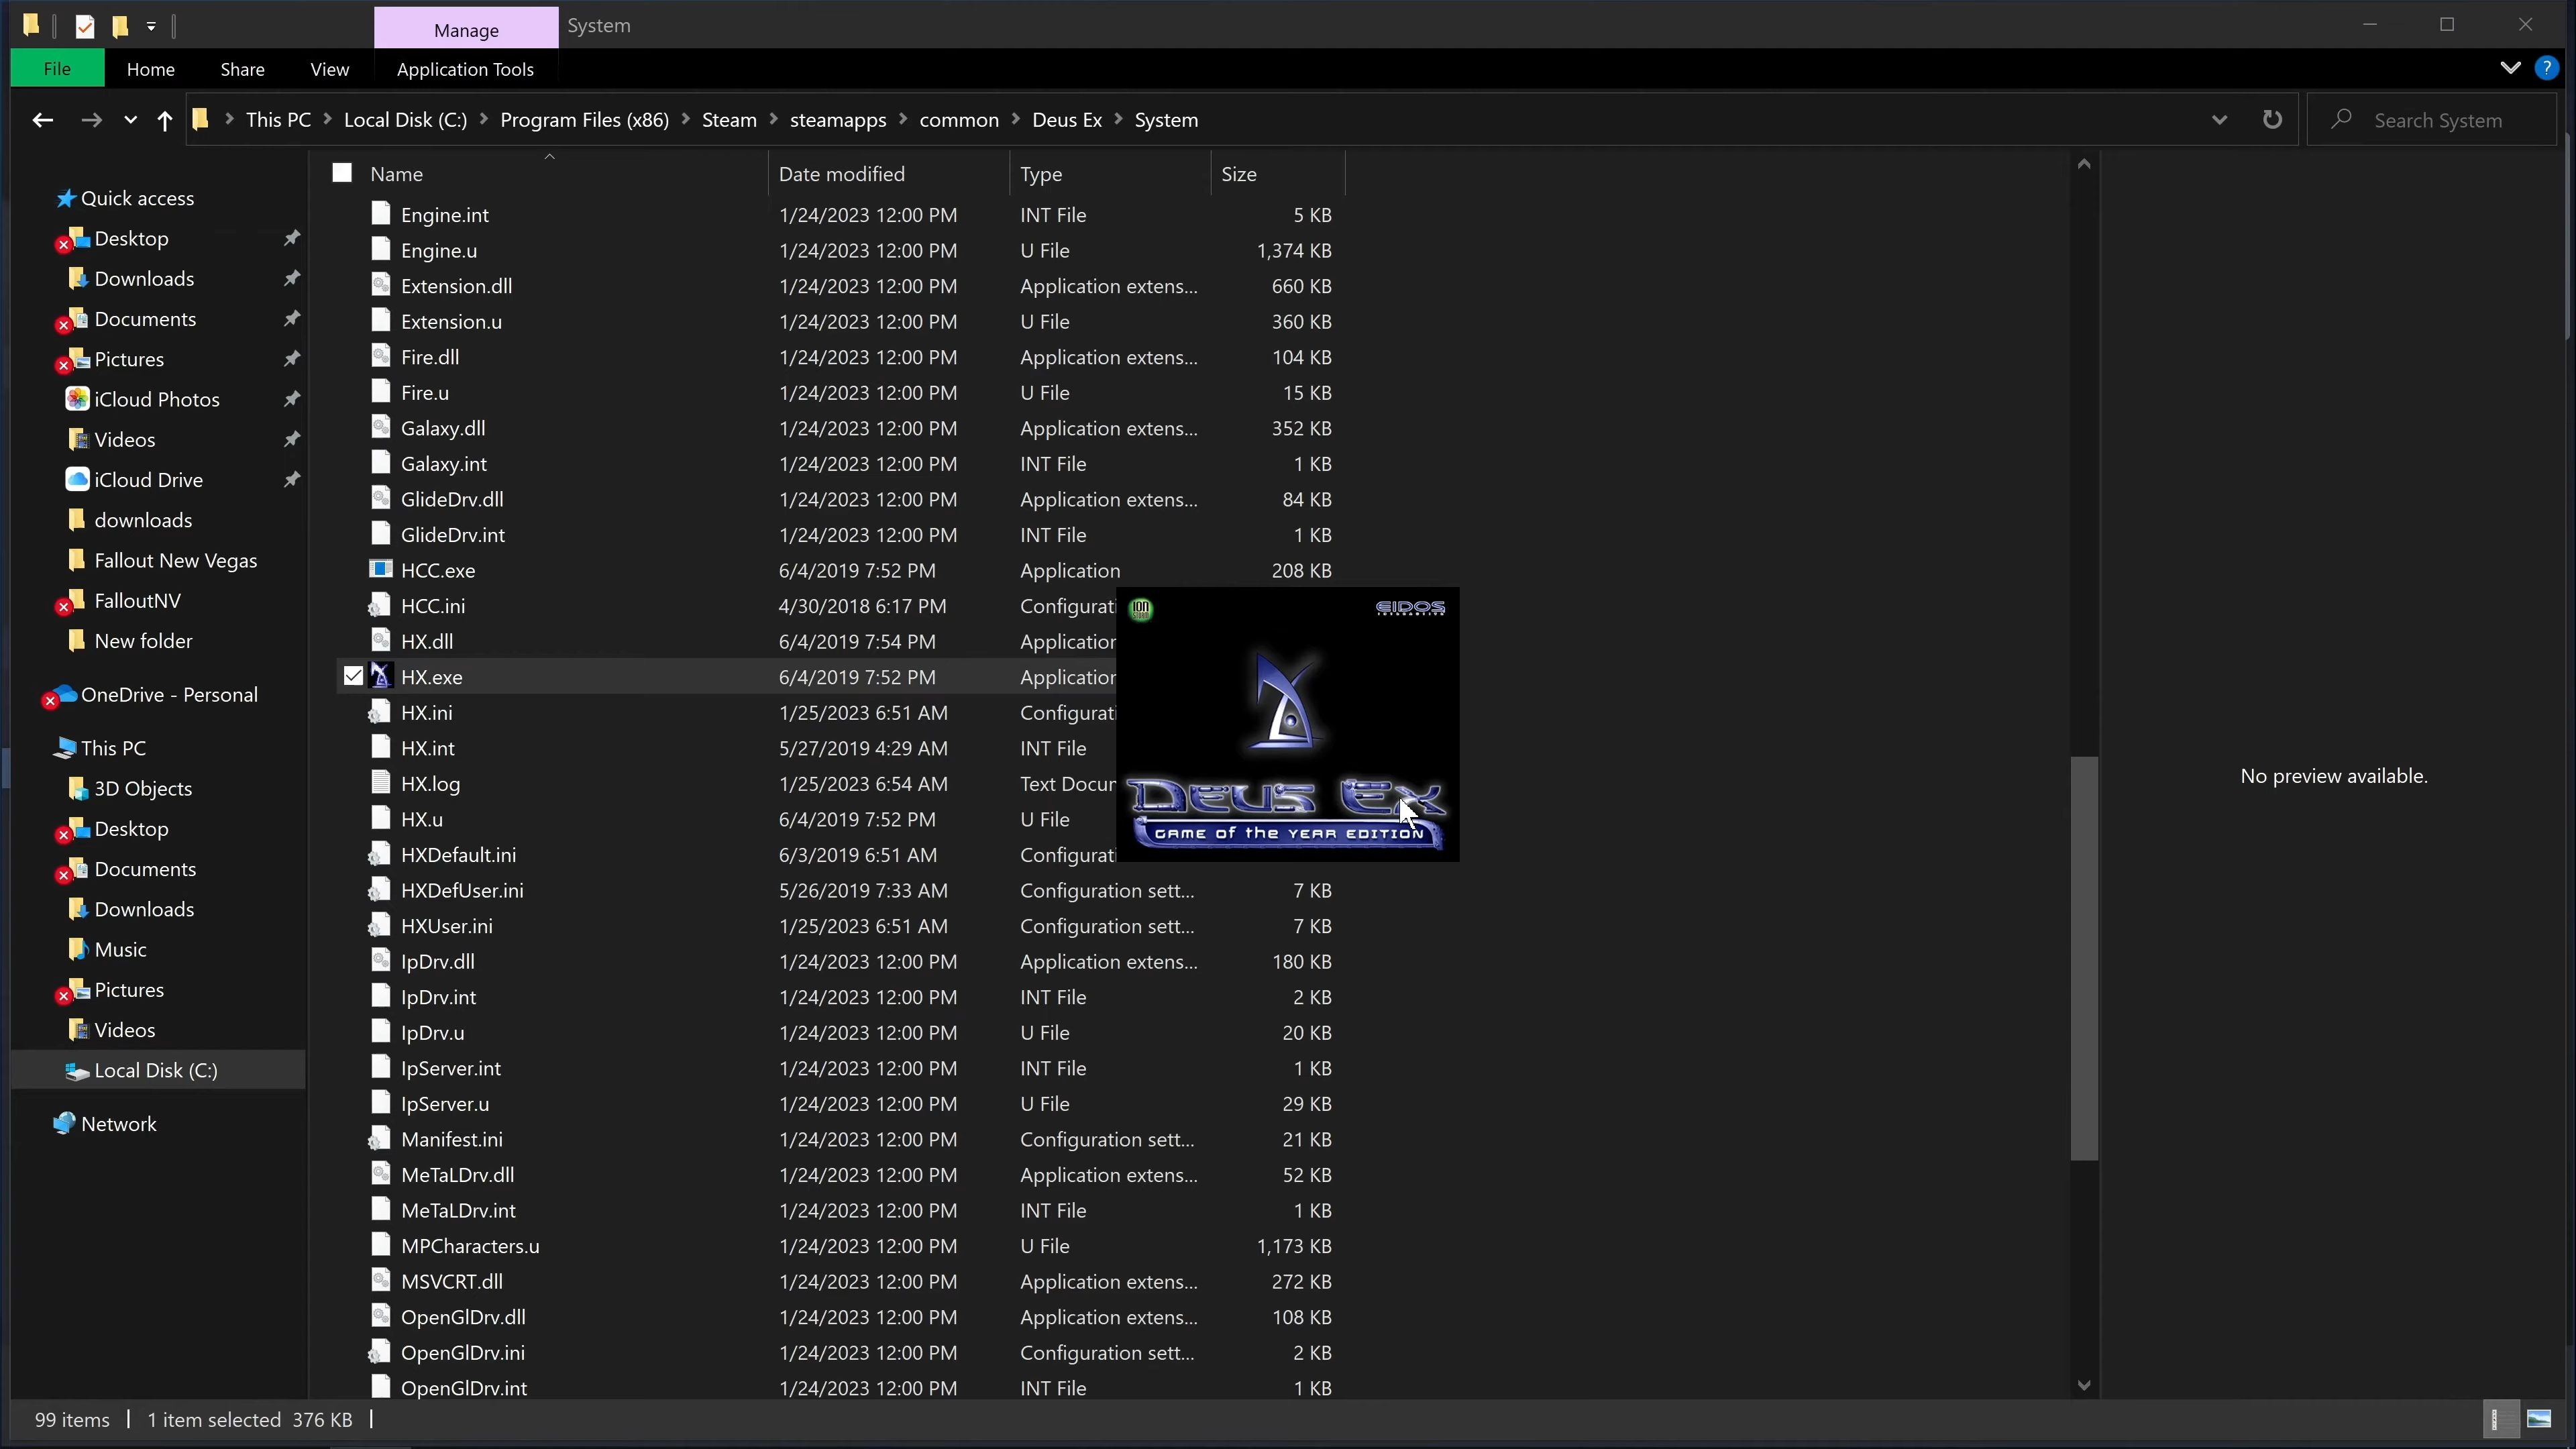 Manage
System
File
Home
Share
View
Application Tools
?
This PC > Local Disk (C:) > Program Files (x86) > Steam > steamapps > common > Deus Ex > System
Search System
Quick access
Desktop
Downloads
Documents
Pictures
iCloud Photos
Videos
iCloud Drive
downloads
Fallout New Vegas
FalloutNV
New folder
OneDrive - Personal
This PC
3D Objects
Desktop
Documents
Downloads
Music
Pictures
Videos
Local Disk (C:)
Network
Name Date modified Type Size
Engine.int 1/24/2023 12:00 PM INT File 5 KB
Engine.u 1/24/2023 12:00 PM U File 1,374 KB
Extension.dll 1/24/2023 12:00 PM Application extens... 660 KB
Extension.u 1/24/2023 12:00 PM U File 360 KB
Fire.dll 1/24/2023 12:00 PM Application extens... 104 KB
Fire.u 1/24/2023 12:00 PM U File 15 KB
Galaxy.dll 1/24/2023 12:00 PM Application extens... 352 KB
Galaxy.int 1/24/2023 12:00 PM INT File 1 KB
GlideDrv.dll 1/24/2023 12:00 PM Application extens... 84 KB
GlideDrv.int 1/24/2023 12:00 PM INT File 1 KB
HCC.exe 6/4/2019 7:52 PM Application 208 KB
HCC.ini 4/30/2018 6:17 PM Configurati
HX.dll 6/4/2019 7:54 PM Application
HX.exe 6/4/2019 7:52 PM Application
HX.ini 1/25/2023 6:51 AM Configurati
HX.int 5/27/2019 4:29 AM INT File
HX.log 1/25/2023 6:54 AM Text Docum
HX.u 6/4/2019 7:52 PM U File
HXDefault.ini 6/3/2019 6:51 AM Configurati
HXDefUser.ini 5/26/2019 7:33 AM Configuration sett... 7 KB
HXUser.ini 1/25/2023 6:51 AM Configuration sett... 7 KB
IpDrv.dll 1/24/2023 12:00 PM Application extens... 180 KB
IpDrv.int 1/24/2023 12:00 PM INT File 2 KB
IpDrv.u 1/24/2023 12:00 PM U File 20 KB
IpServer.int 1/24/2023 12:00 PM INT File 1 KB
IpServer.u 1/24/2023 12:00 PM U File 29 KB
Manifest.ini 1/24/2023 12:00 PM Configuration sett... 21 KB
MeTaLDrv.dll 1/24/2023 12:00 PM Application extens... 52 KB
MeTaLDrv.int 1/24/2023 12:00 PM INT File 1 KB
MPCharacters.u 1/24/2023 12:00 PM U File 1,173 KB
MSVCRT.dll 1/24/2023 12:00 PM Application extens... 272 KB
OpenGlDrv.dll 1/24/2023 12:00 PM Application extens... 108 KB
OpenGlDrv.ini 1/24/2023 12:00 PM Configuration sett... 2 KB
OpenGlDrv.int 1/24/2023 12:00 PM INT File 1 KB
ION
EIDOS
Deus Ex
GAME OF THE YEAR EDITION
No preview available.
99 items 1 item selected 376 KB